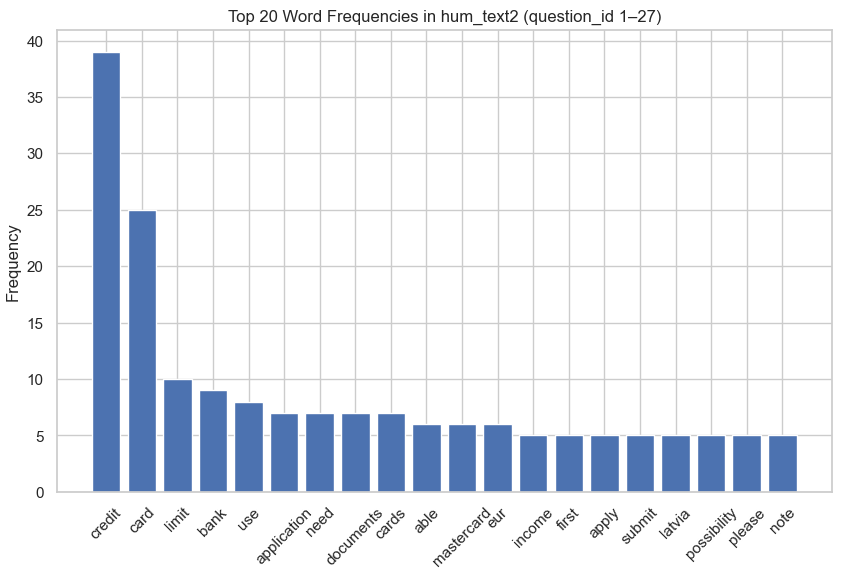 Top 20 Word Frequencies in hum_text2 (question_id 1–27)
Frequency
40
35
30
25
20
15
10
5
0
credit
card
limit
bank
use
application
need
documents
cards
able
mastercard
eur
income
first
apply
submit
latvia
possibility
please
note